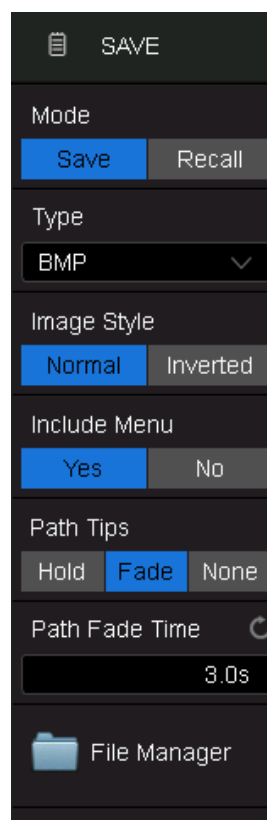 SAVE
Mode
Save Recall
Type
BMP
Image Style
Normal Inverted
Include Menu
Yes No
Path Tips
Hold Fade None
Path Fade Time
3.0s
File Manager